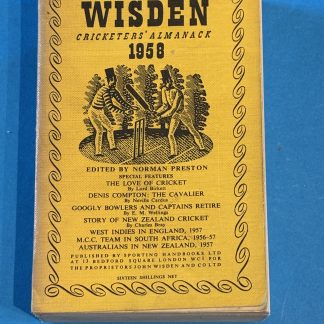 WISDEN
CRICKETERS' ALMANACK
1958
EDITED BY NORMAN PRESTON
SPECIAL FEATURES
THE LOVE OF CRICKET
By Lord Birkett
DENIS COMPTON: THE CAVALIER
By Neville Cardus
GOOGLY BOWLERS AND CAPTAINS RETIRE
By E. M. Wellings
STORY OF NEW ZEALAND CRICKET
By Charles Bray
WEST INDIES IN ENGLAND, 1957
M.C.C. TEAM IN SOUTH AFRICA, 1956-57
AUSTRALIANS IN NEW ZEALAND, 1957
PUBLISHED BY SPORTING HANDBOOKS LTD
AT 13 BEDFORD SQUARE LONDON WC1 FOR
THE PROPRIETORS JOHN WISDEN AND CO LTD
SIXTEEN SHILLINGS NET